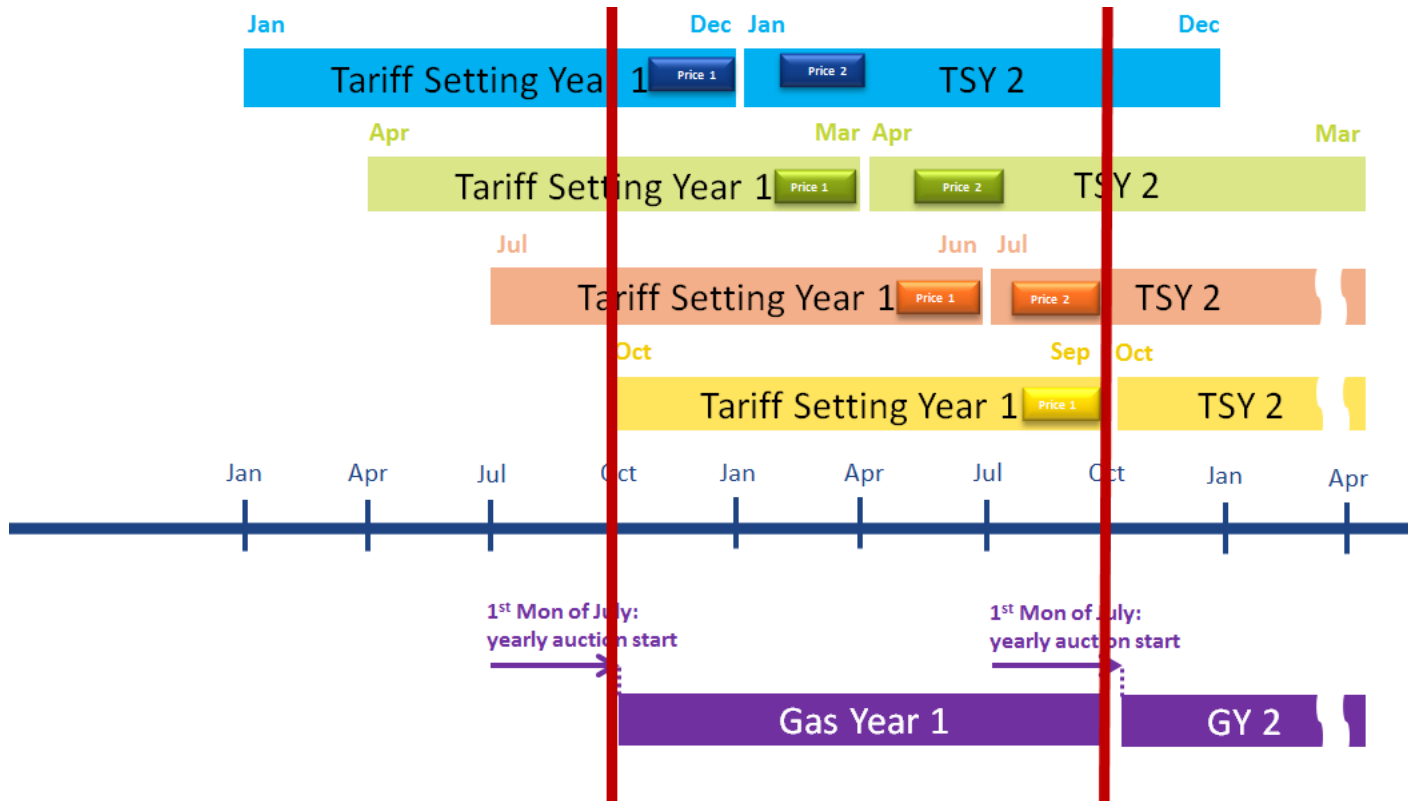 Jan Dec Jan Dec
Tariff Setting Year 1 Price 1 Price 2 TSY 2
Apr Mar Apr Mar
Tariff Setting Year 1 Price 1 Price 2 TSY 2
Jul Jun Jul
Tariff Setting Year 1 Price 1 Price 2 TSY 2
Oct Sep Oct
Tariff Setting Year 1 Price 1 TSY 2
Jan Apr Jul Oct Jan Apr Jul Oct Jan Apr
1st Mon of July:
yearly auction start
1st Mon of July:
yearly auction start
Gas Year 1 GY 2